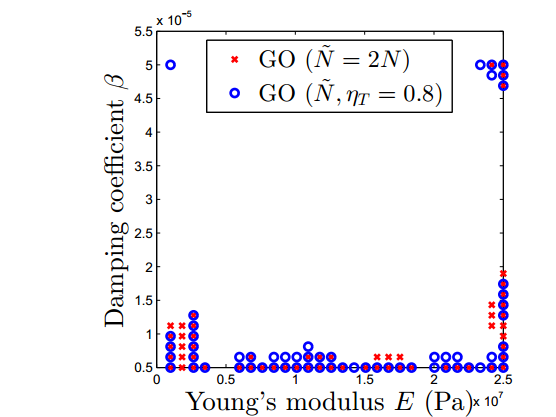 x 10⁻⁵
5.5
5
4.5
4
3.5
3
2.5
2
1.5
1
0.5
Damping coefficient β
GO (Ñ = 2N)
GO (Ñ, η_T = 0.8)
0 0.5 1 1.5 2 2.5
Young's modulus E (Pa) x 10⁷